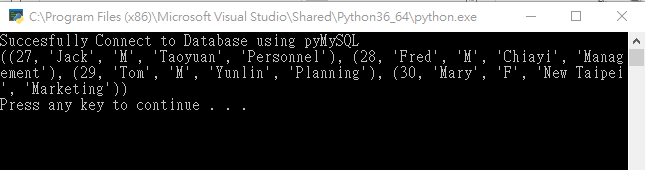 C:\Program Files (x86)\Microsoft Visual Studio\Shared\Python36_64\python.exe
Succesfully Connect to Database using pyMySQL
((27, 'Jack', 'M', 'Taoyuan', 'Personnel'), (28, 'Fred', 'M', 'Chiayi', 'Manag
ement'), (29, 'Tom', 'M', 'Yunlin', 'Planning'), (30, 'Mary', 'F', 'New Taipei
', 'Marketing'))
Press any key to continue . . .